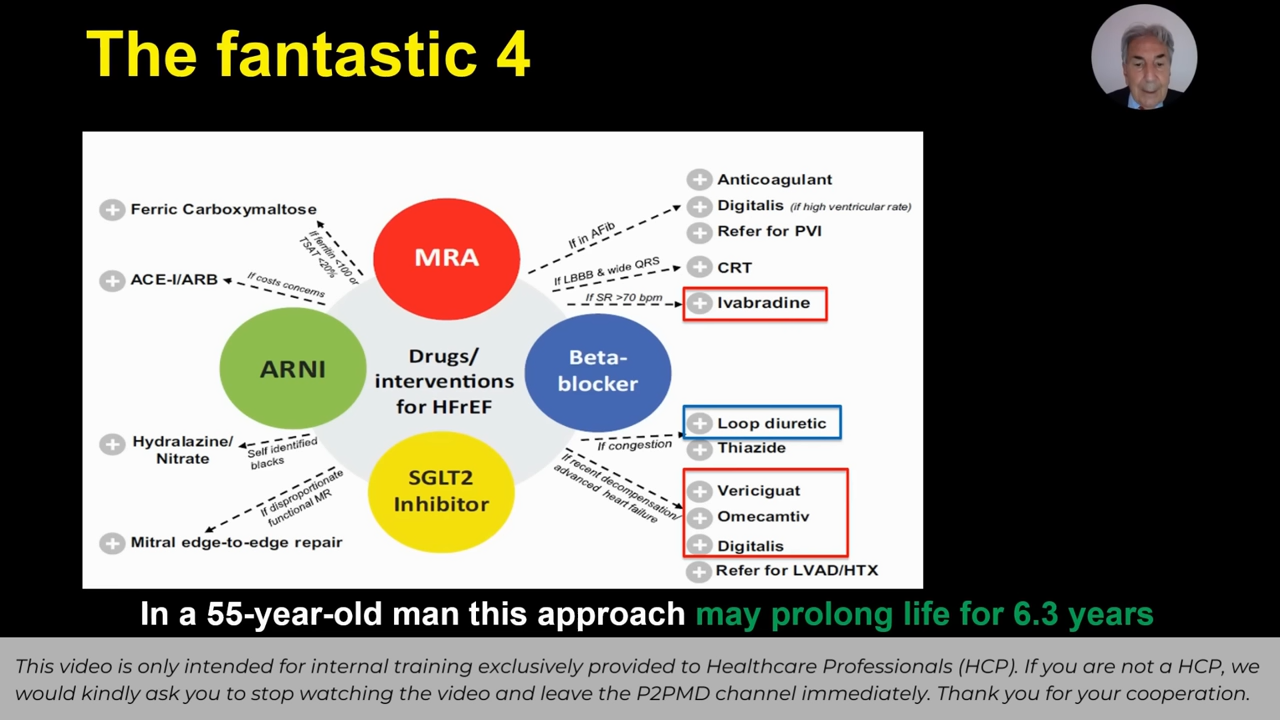 The fantastic 4
Ferric Carboxymaltose
If ferritin <100 or
TSAT <20%
ACE-I/ARB
If costs concerns
MRA
ARNI
Drugs/
interventions
for HFrEF
Beta-
blocker
SGLT2
Inhibitor
Hydralazine/
Nitrate
Self identified
blacks
If disproportionate
functional MR
Mitral edge-to-edge repair
If in AFib
Anticoagulant
Digitalis (if high ventricular rate)
Refer for PVI
If LBBB & wide QRS
CRT
If SR >70 bpm
Ivabradine
If congestion
Loop diuretic
Thiazide
If recent decompensation/
advanced heart failure
Vericiguat
Omecamtiv
Digitalis
Refer for LVAD/HTX
In a 55-year-old man this approach may prolong life for 6.3 years
This video is only intended for internal training exclusively provided to Healthcare Professionals (HCP). If you are not a HCP, we
would kindly ask you to stop watching the video and leave the P2PMD channel immediately. Thank you for your cooperation.